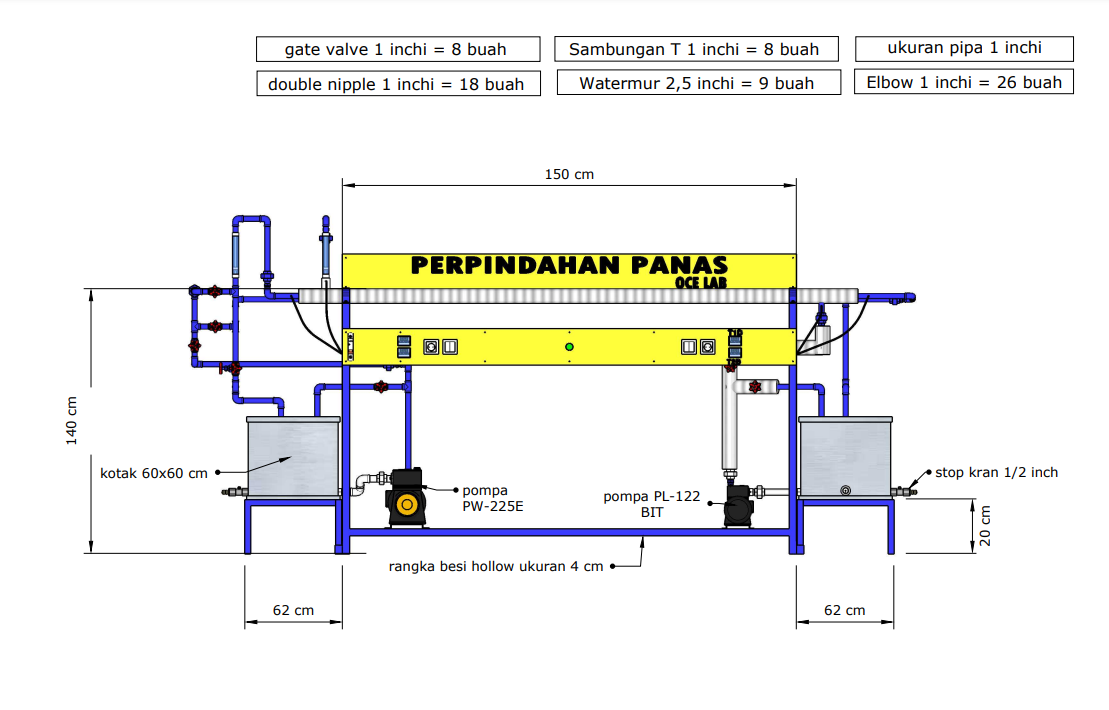 gate valve 1 inchi = 8 buah
Sambungan T 1 inchi = 8 buah
ukuran pipa 1 inchi
double nipple 1 inchi = 18 buah
Watermur 2,5 inchi = 9 buah
Elbow 1 inchi = 26 buah
150 cm
PERPINDAHAN PANAS
OCE LAB
140 cm
kotak 60x60 cm
pompa
PW-225E
pompa PL-122
BIT
stop kran 1/2 inch
20 cm
rangka besi hollow ukuran 4 cm
62 cm
62 cm